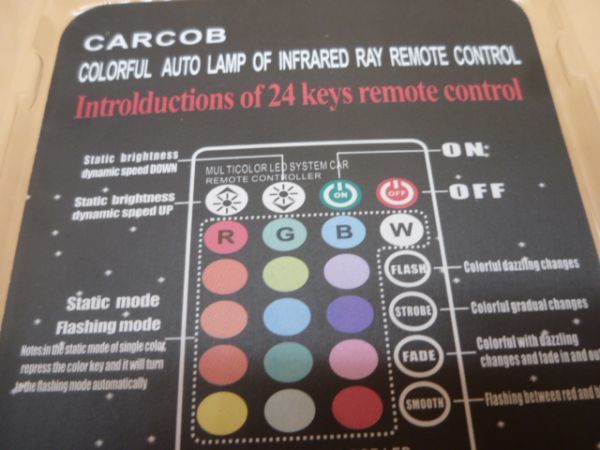 CARCOB
COLORFUL AUTO LAMP OF INFRARED RAY REMOTE CONTROL
Introlductions of 24 keys remote control
Static brightness
dynamic speed DOWN
MULTICOLOR LED SYSTEM CAR
REMOTE CONTROLLER
ON:
Static brightness
dynamic speed UP
ON
OFF
OFF
R
G
B
W
FLASH
Colorful dazzling changes
Static mode
Flashing mode
STROBE
Colorful gradual changes
Notes:in the static mode of single color,
repress the color key and it will turn
to the flashing mode automatically
FADE
Colorful with dazzling
changes and fade in and out
SMOOTH
Flashing between red and